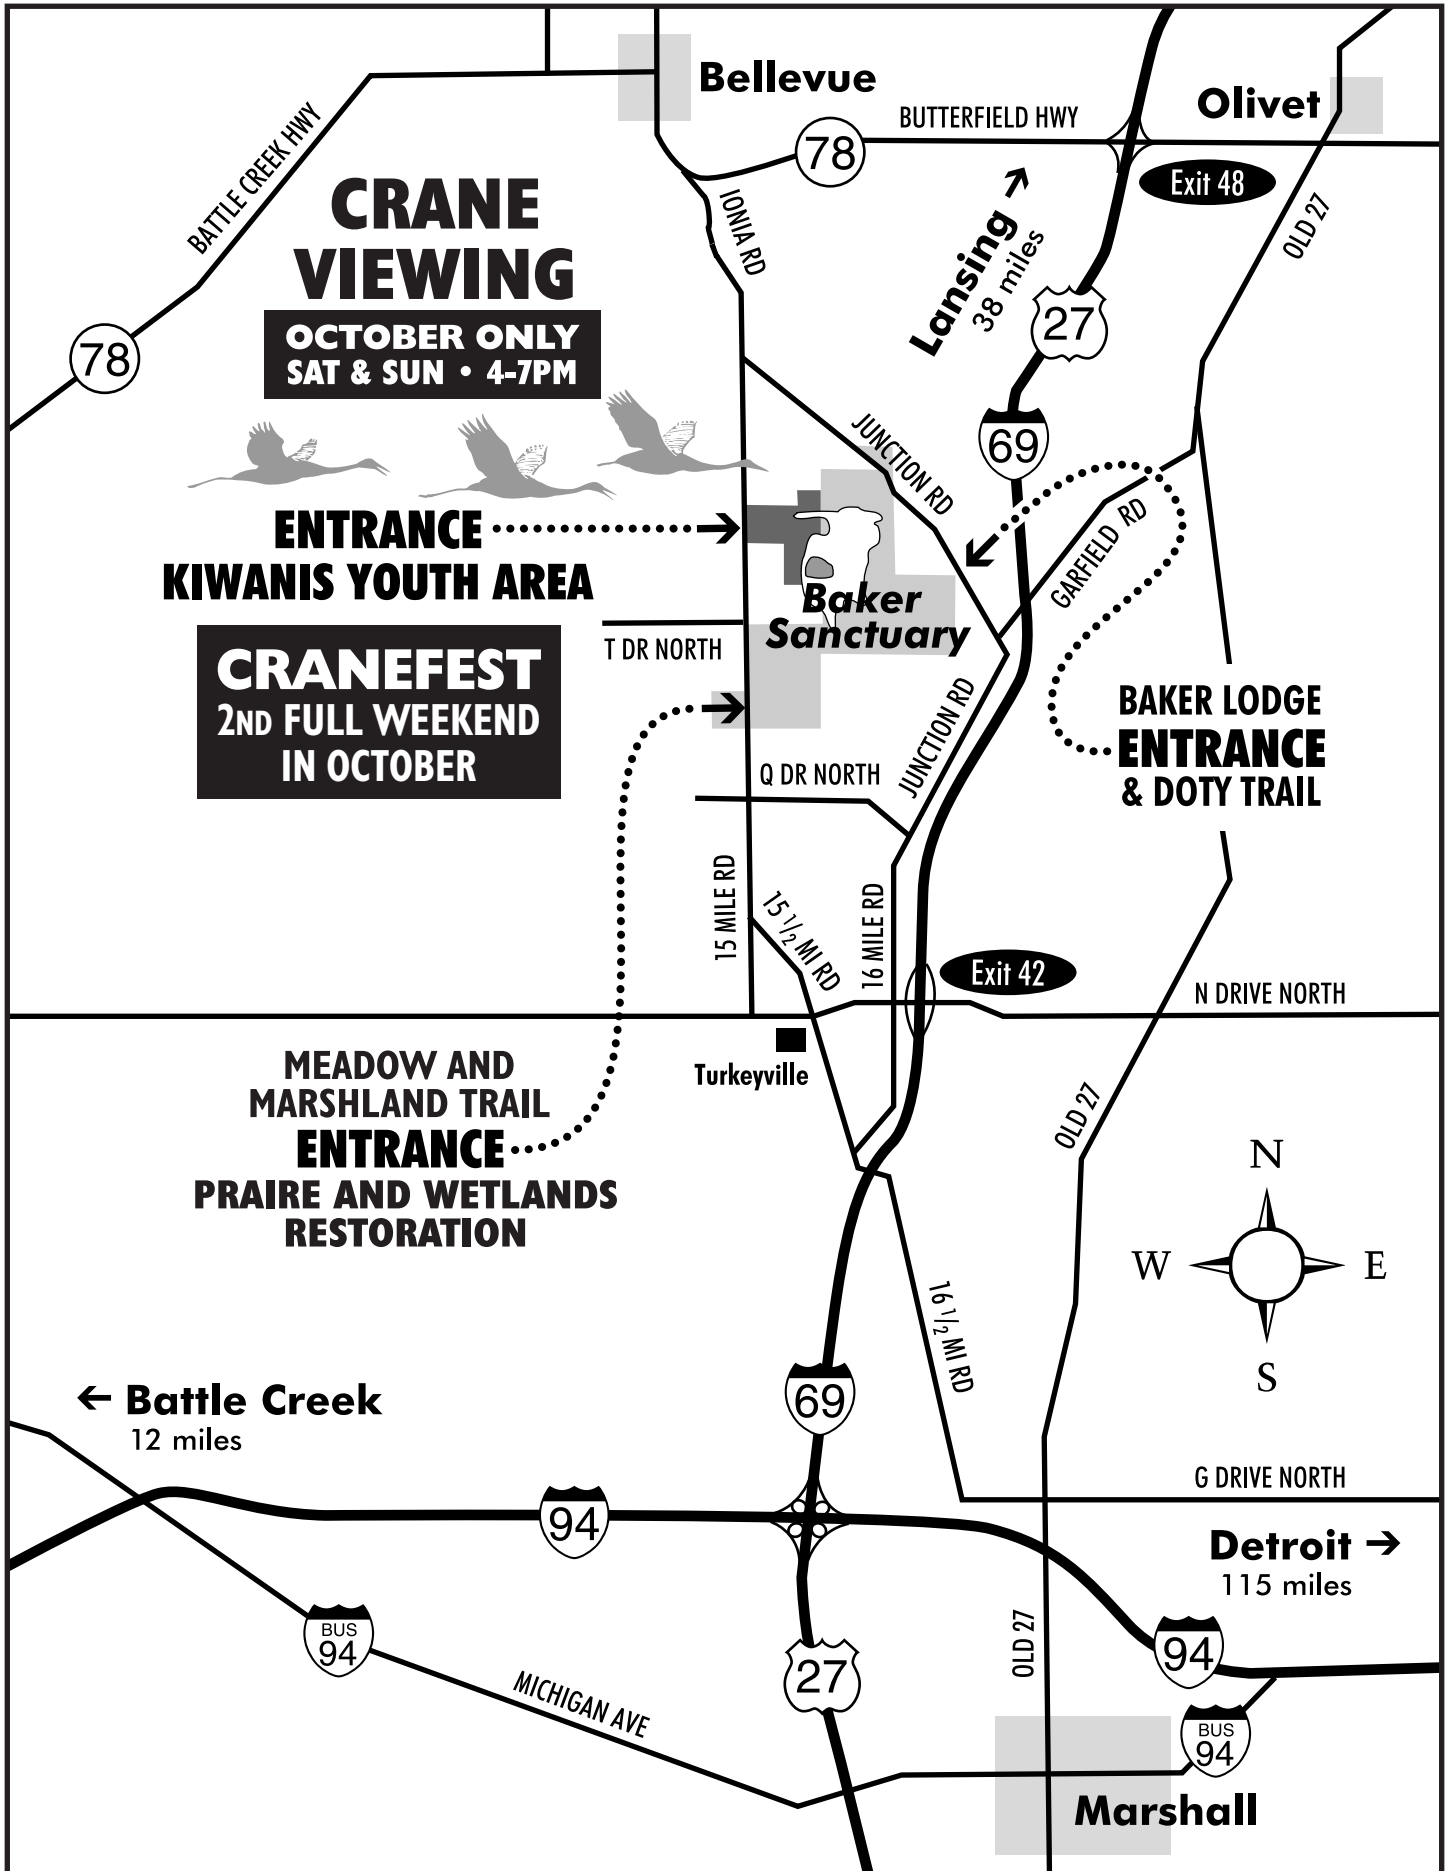 Bellevue
Olivet
BUTTERFIELD HWY
78
Exit 48
BATTLE CREEK HWY
CRANE
VIEWING
OCTOBER ONLY
SAT & SUN • 4-7PM
IONIA RD
Lansing
38 miles
OLD 27
27
78
69
JUNCTION RD
ENTRANCE
KIWANIS YOUTH AREA
GARFIELD RD
Baker
Sanctuary
T DR NORTH
CRANEFEST
2ND FULL WEEKEND
IN OCTOBER
BAKER LODGE
ENTRANCE
& DOTY TRAIL
JUNCTION RD
Q DR NORTH
15 MILE RD
15 1/2 MI RD
16 MILE RD
Exit 42
N DRIVE NORTH
Turkeyville
MEADOW AND
MARSHLAND TRAIL
ENTRANCE
PRAIRE AND WETLANDS
RESTORATION
OLD 27
N
W
E
S
16 1/2 MI RD
69
Battle Creek
12 miles
G DRIVE NORTH
94
Detroit
115 miles
BUS
94
OLD 27
94
27
MICHIGAN AVE
BUS
94
Marshall